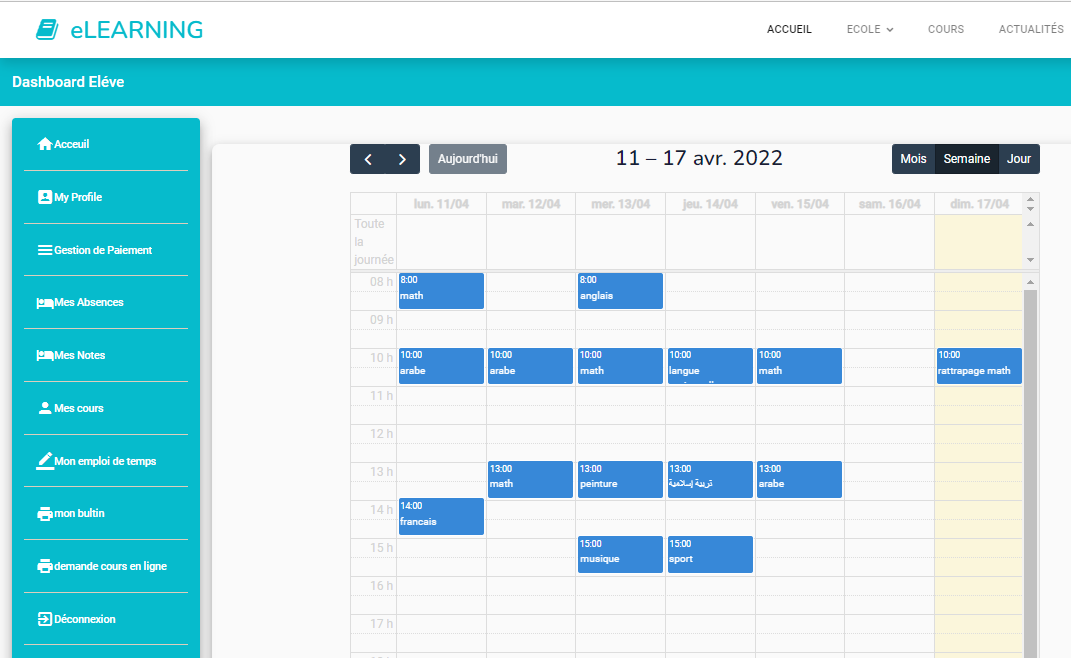 eLEARNING
ACCUEIL
ECOLE
COURS
ACTUALITÉS
Dashboard Eléve
Acceuil
My Profile
Gestion de Paiement
Mes Absences
Mes Notes
Mes cours
Mon emploi de temps
mon bultin
demande cours en ligne
Déconnexion
Aujourd'hui
11 – 17 avr. 2022
Mois
Semaine
Jour
lun. 11/04
mar. 12/04
mer. 13/04
jeu. 14/04
ven. 15/04
sam. 16/04
dim. 17/04
Toute
la
journée
08 h
8:00
math
8:00
anglais
09 h
10 h
10:00
arabe
10:00
arabe
10:00
math
10:00
langue
10:00
math
10:00
rattrapage math
11 h
12 h
13 h
13:00
math
13:00
peinture
13:00
تربية إسلامية
13:00
arabe
14 h
14:00
francais
15 h
15:00
musique
15:00
sport
16 h
17 h